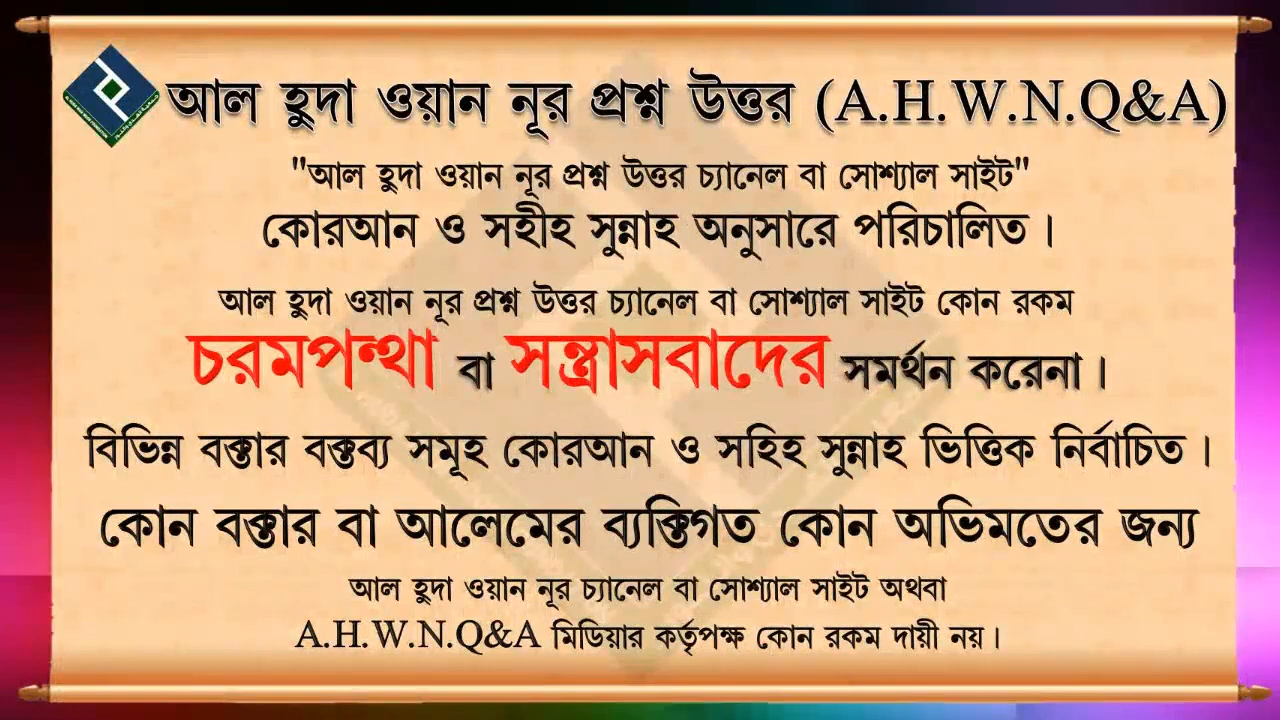 আল হুদা ওয়ান নূর প্রশ্ন উত্তর (A.H.W.N.Q&A)
"আল হুদা ওয়ান নূর প্রশ্ন উত্তর চ্যানেল বা সোশ্যাল সাইট"
কোরআন ও সহীহ সুন্নাহ অনুসারে পরিচালিত।
আল হুদা ওয়ান নূর প্রশ্ন উত্তর চ্যানেল বা সোশ্যাল সাইট কোন রকম
চরমপন্থা বা সন্ত্রাসবাদের সমর্থন করেনা।
বিভিন্ন বক্তার বক্তব্য সমূহ কোরআন ও সহিহ সুন্নাহ ভিত্তিক নির্বাচিত।
কোন বক্তার বা আলেমের ব্যক্তিগত কোন অভিমতের জন্য
আল হুদা ওয়ান নূর চ্যানেল বা সোশ্যাল সাইট অথবা
A.H.W.N.Q&A মিডিয়ার কর্তৃপক্ষ কোন রকম দায়ী নয়।